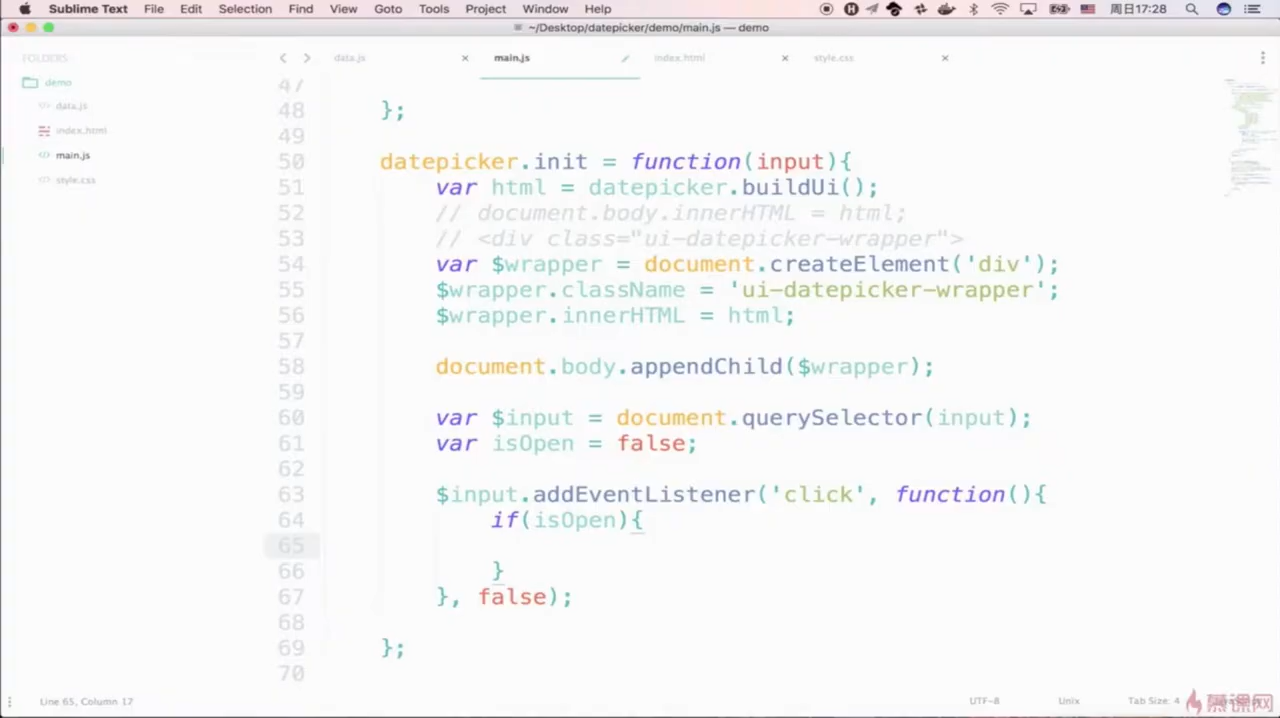 Sublime Text File Edit Selection Find View Goto Tools Project Window Help 周日17:28
~/Desktop/datepicker/demo/main.js — demo
FOLDERS
demo
data.js
index.html
main.js
style.css
data.js main.js index.html style.css
47
48 };
49
50 datepicker.init = function(input){
51 var html = datepicker.buildUi();
52 // document.body.innerHTML = html;
53 // <div class="ui-datepicker-wrapper">
54 var $wrapper = document.createElement('div');
55 $wrapper.className = 'ui-datepicker-wrapper';
56 $wrapper.innerHTML = html;
57
58 document.body.appendChild($wrapper);
59
60 var $input = document.querySelector(input);
61 var isOpen = false;
62
63 $input.addEventListener('click', function(){
64 if(isOpen){
65
66 }
67 }, false);
68
69 };
70
Line 65, Column 17 UTF-8 Unix Tab Size: 4
慕课网